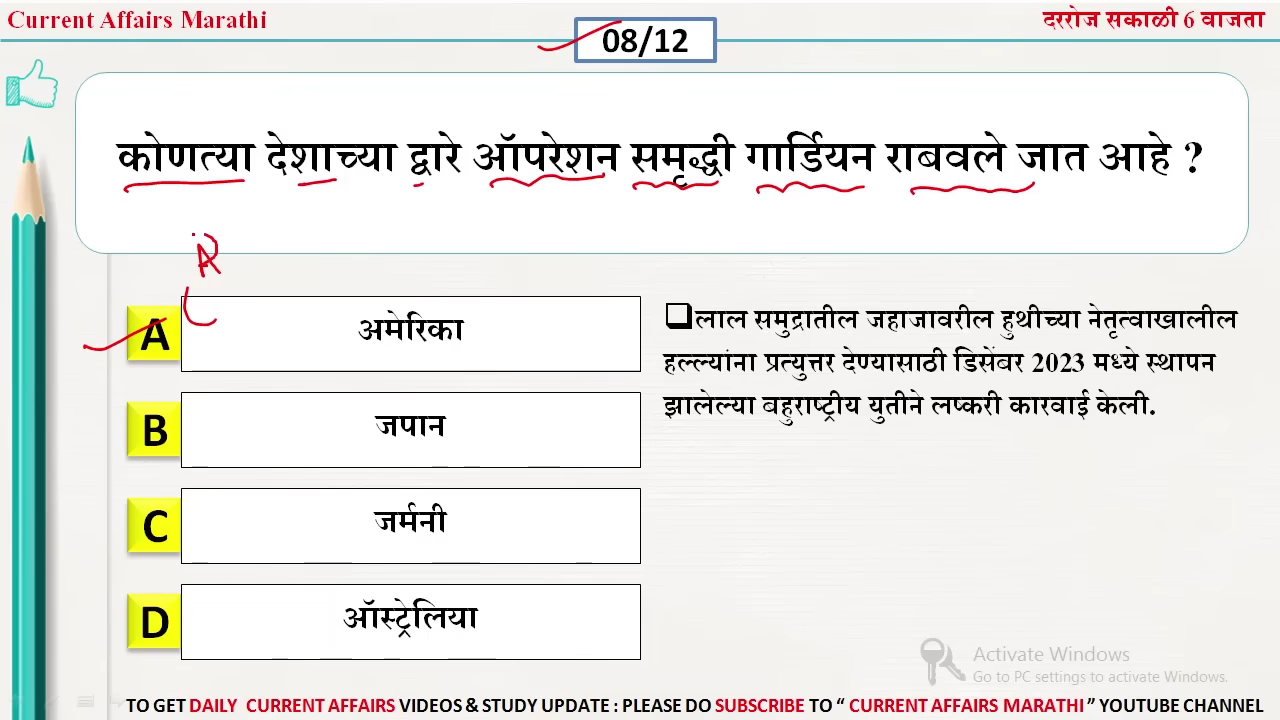 Current Affairs Marathi
दररोज सकाळी 6 वाजता
08/12
कोणत्या देशाच्या द्वारे ऑपरेशन समृद्धी गार्डियन राबवले जात आहे ?
A
A
अमेरिका
❑लाल समुद्रातील जहाजावरील हुथीच्या नेतृत्वाखालील
हल्ल्यांना प्रत्युत्तर देण्यासाठी डिसेंबर 2023 मध्ये स्थापन
झालेल्या बहुराष्ट्रीय युतीने लष्करी कारवाई केली.
B
जपान
C
जर्मनी
D
ऑस्ट्रेलिया
Activate Windows
Go to PC settings to activate Windows.
TO GET DAILY CURRENT AFFAIRS VIDEOS & STUDY UPDATE : PLEASE DO SUBSCRIBE TO “ CURRENT AFFAIRS MARATHI ” YOUTUBE CHANNEL